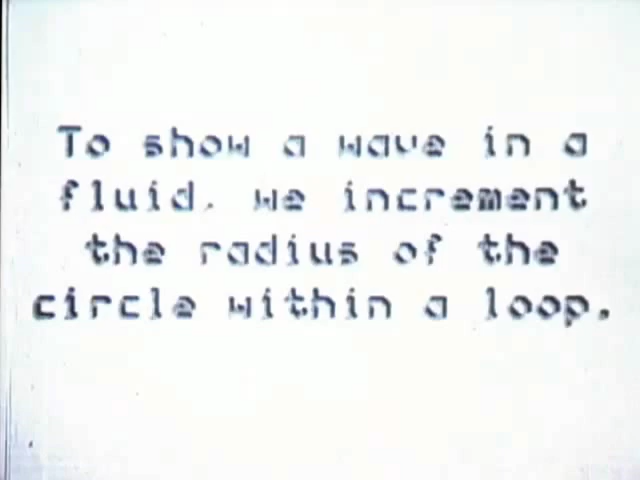 To show a wave in a
fluid, we increment
the radius of the
circle within a loop.